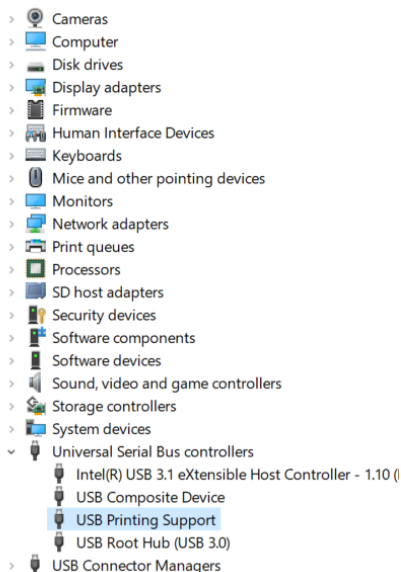 Cameras
Computer
Disk drives
Display adapters
Firmware
Human Interface Devices
Keyboards
Mice and other pointing devices
Monitors
Network adapters
Print queues
Processors
SD host adapters
Security devices
Software components
Software devices
Sound, video and game controllers
Storage controllers
System devices
Universal Serial Bus controllers
Intel(R) USB 3.1 eXtensible Host Controller - 1.10 (
USB Composite Device
USB Printing Support
USB Root Hub (USB 3.0)
USB Connector Managers